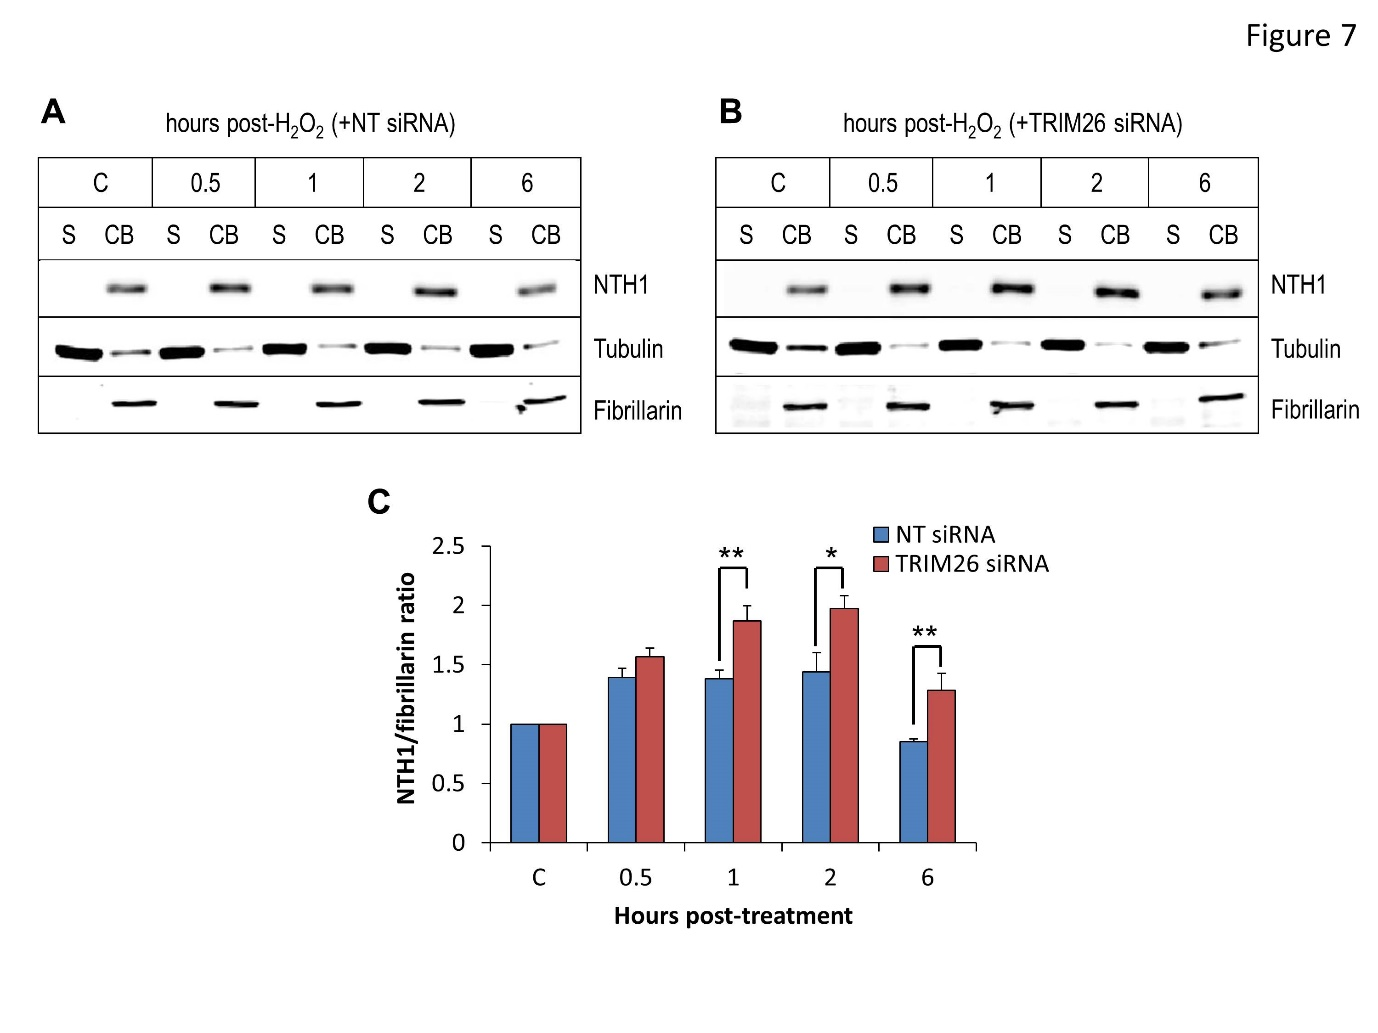 Figure 7
A
hours post-H₂O₂ (+NT siRNA)
C 0.5 1 2 6
S CB S CB S CB S CB S CB
NTH1
Tubulin
Fibrillarin
B
hours post-H₂O₂ (+TRIM26 siRNA)
C 0.5 1 2 6
S CB S CB S CB S CB S CB
NTH1
Tubulin
Fibrillarin
C
NT siRNA
TRIM26 siRNA
** * **
NTH1/fibrillarin ratio
2.5
2
1.5
1
0.5
0
C 0.5 1 2 6
Hours post-treatment